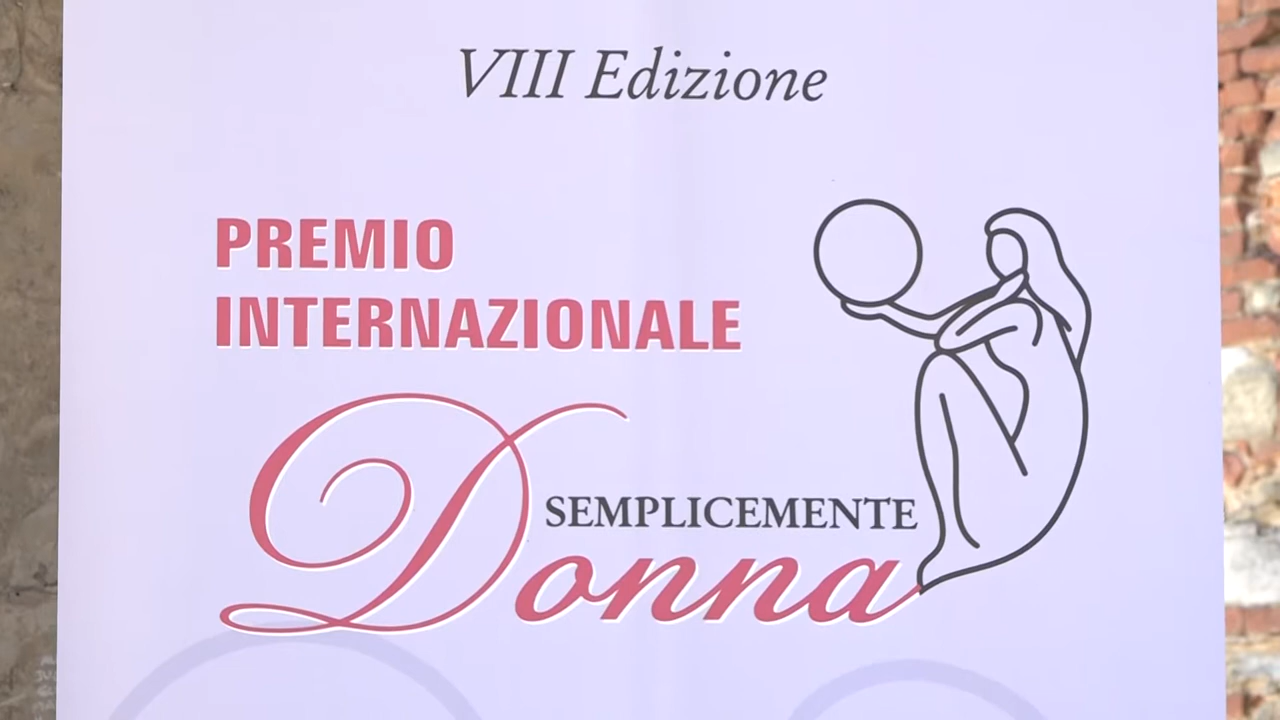 VIII Edizione
PREMIO
INTERNAZIONALE
SEMPLICEMENTE
Donna